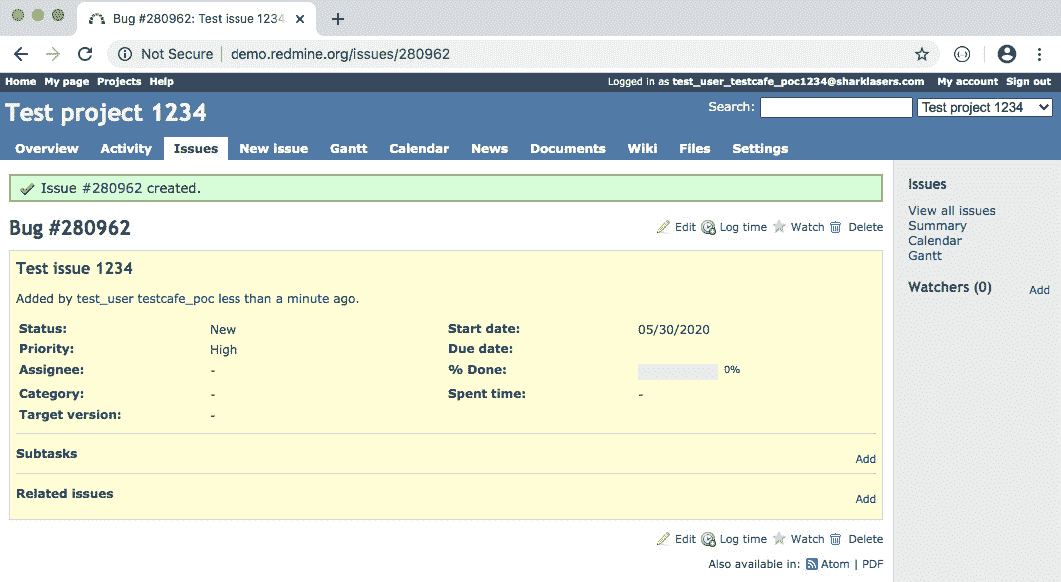 Bug #280962: Test issue 1234
Not Secure | demo.redmine.org/issues/280962
Home My page Projects Help
Logged in as test_user_testcafe_poc1234@sharklasers.com My account Sign out
Test project 1234
Search: Test project 1234
Overview Activity Issues New issue Gantt Calendar News Documents Wiki Files Settings
Issue #280962 created.
Bug #280962
Edit Log time Watch Delete
Test issue 1234
Added by test_user testcafe_poc less than a minute ago.
Status: New Start date: 05/30/2020
Priority: High Due date:
Assignee: - % Done: 0%
Category: - Spent time: -
Target version: -
Subtasks
Add
Related issues
Add
Edit Log time Watch Delete
Also available in: Atom | PDF
Issues
View all issues
Summary
Calendar
Gantt
Watchers (0) Add